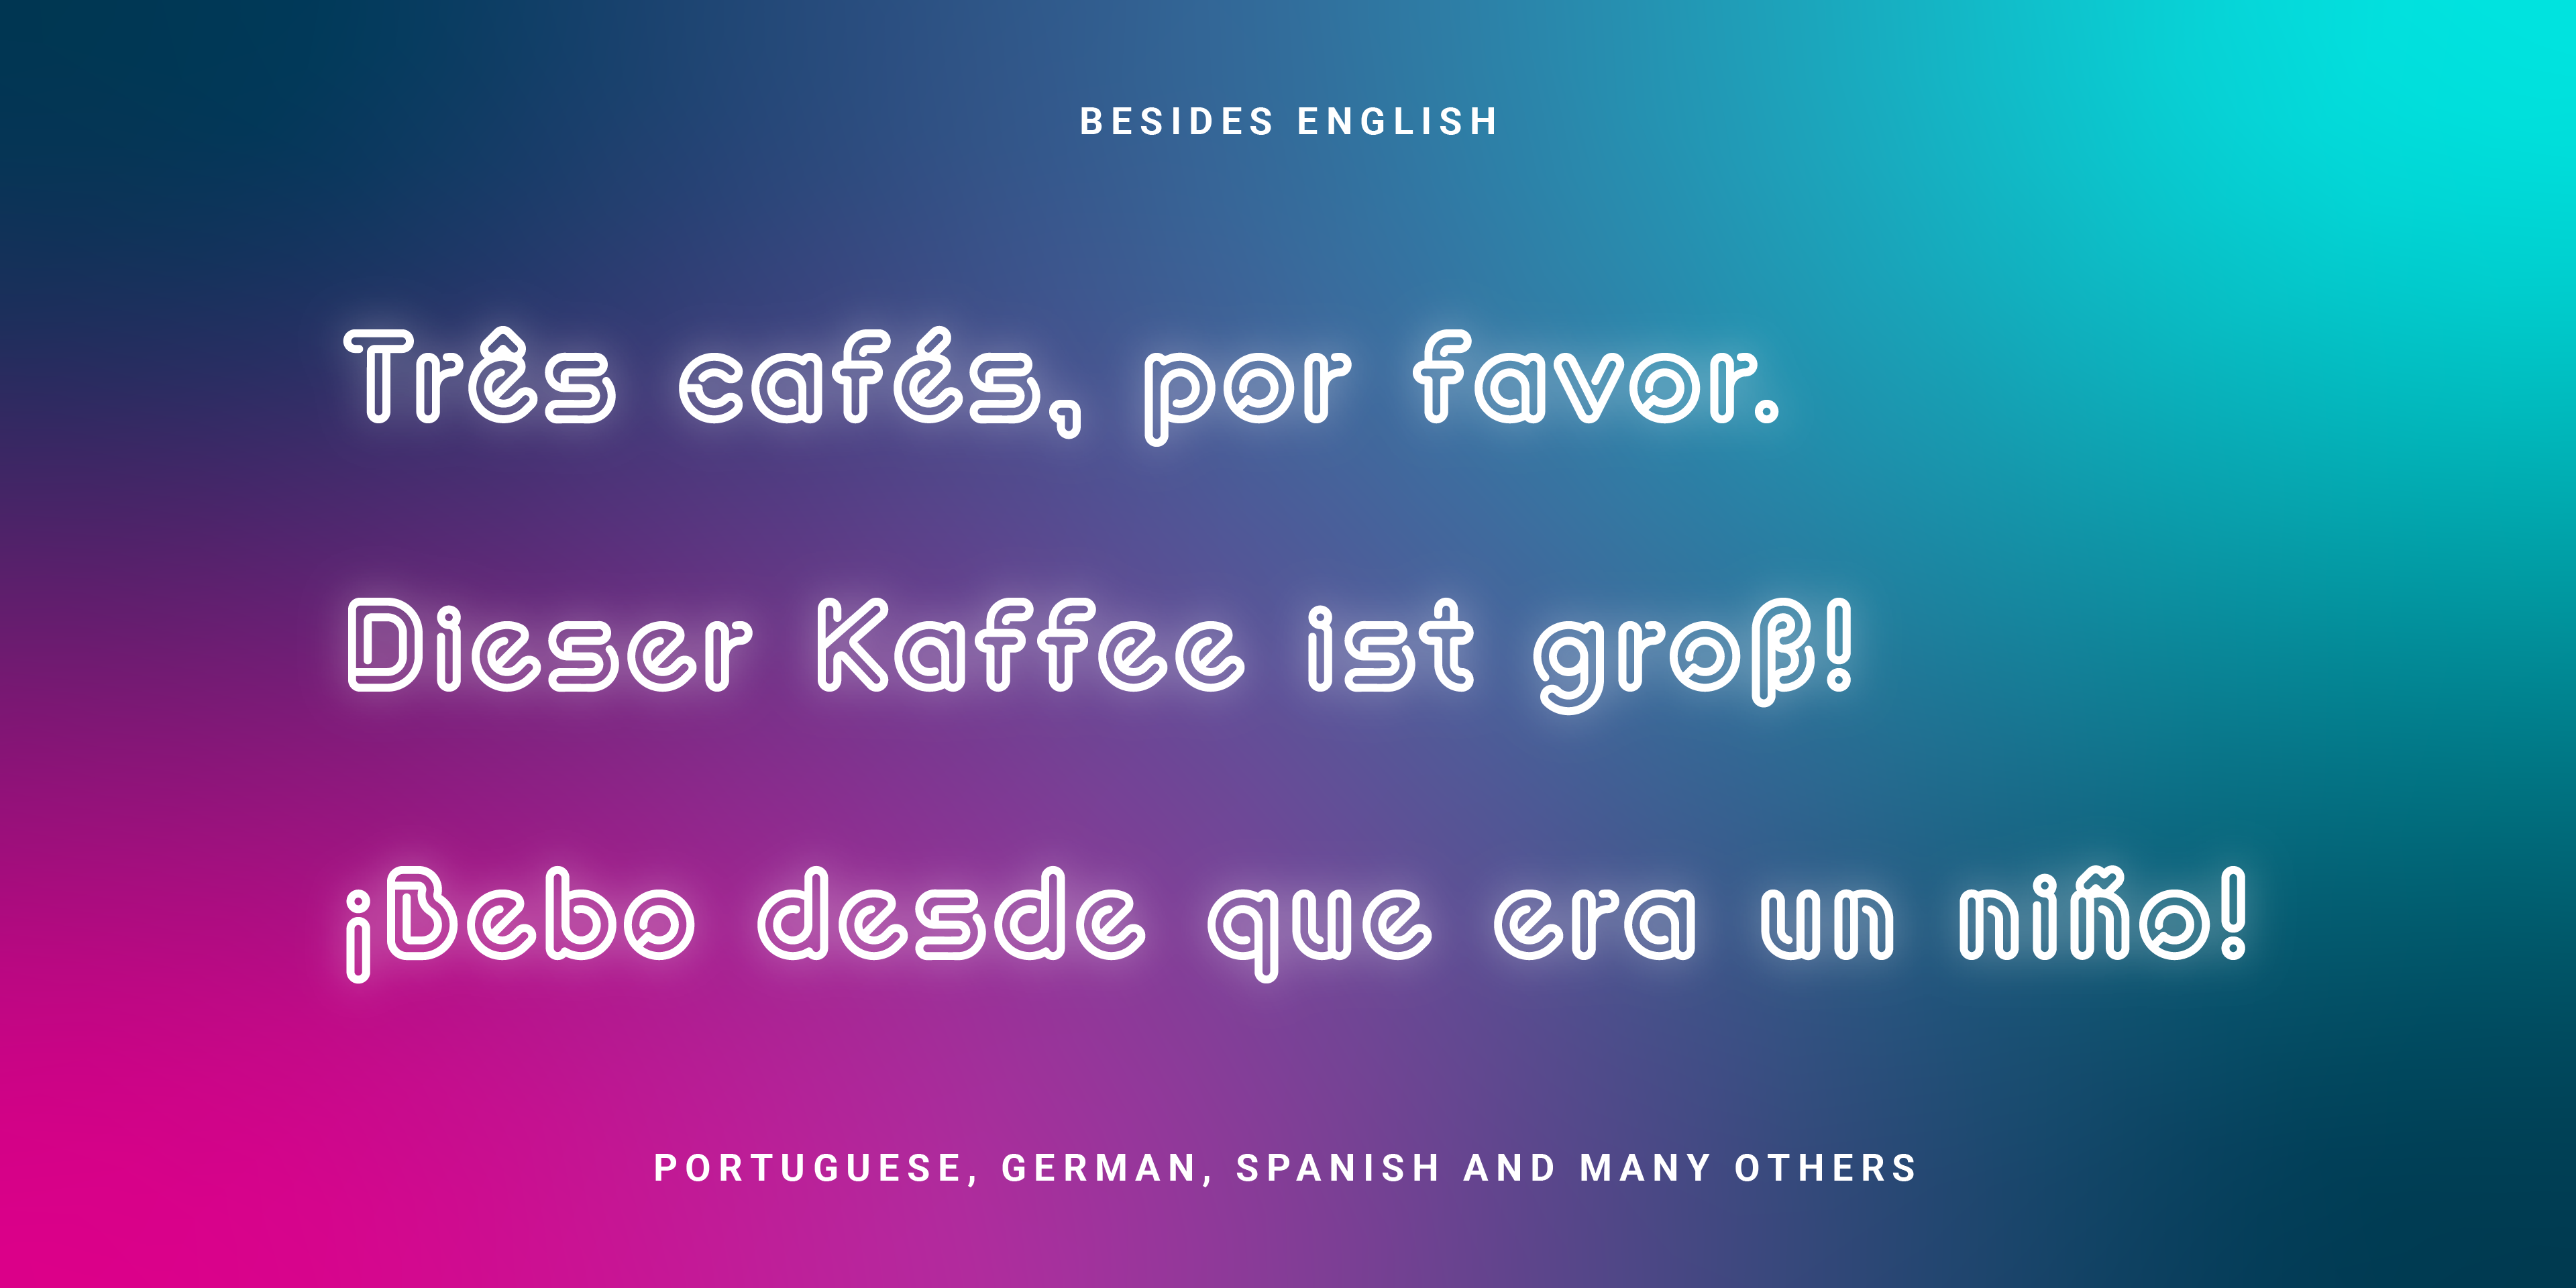 BESIDES ENGLISH
Três cafés, por favor.
Dieser Kaffee ist groß!
¡Bebo desde que era un niño!
PORTUGUESE, GERMAN, SPANISH AND MANY OTHERS